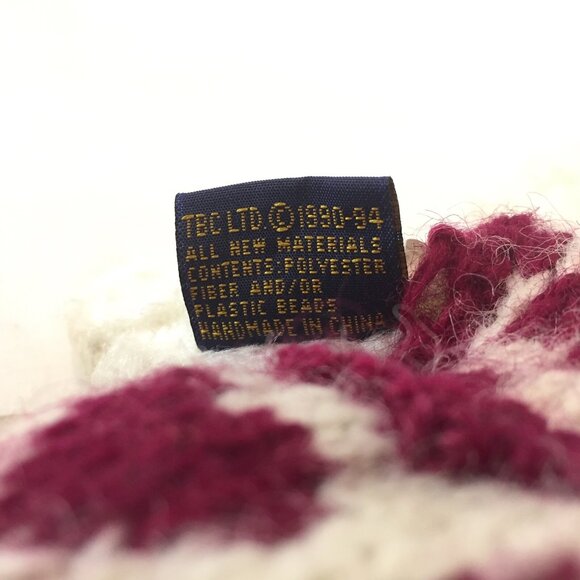 TBC LTD. © 1990-94
ALL NEW MATERIALS
CONTENTS:POLYESTER
FIBER AND/OR
PLASTIC BEADS
HANDMADE IN CHINA